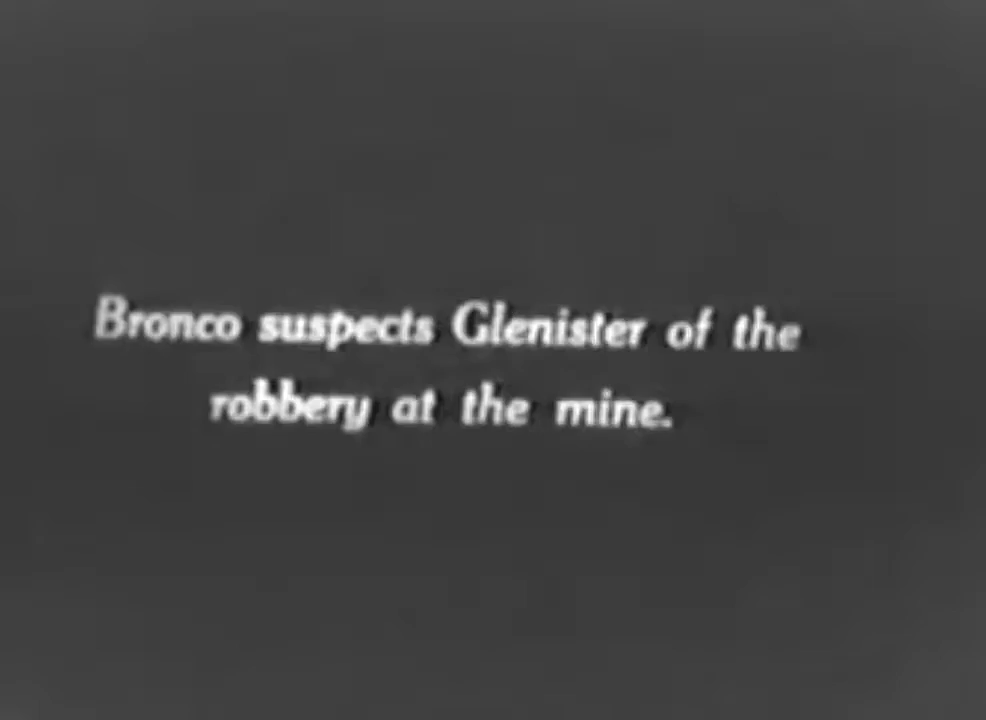 Bronco suspects Glenister of the
robbery at the mine.